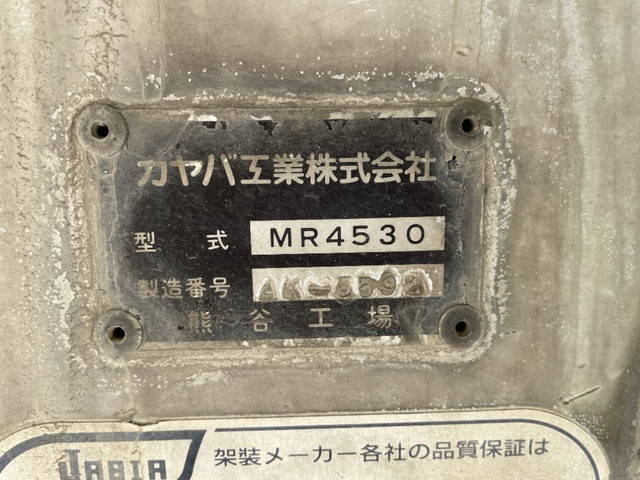 カヤバ工業株式会社
型式 MR4530
製造番号
熊谷工場
JABIA 架装メーカー各社の品質保証は